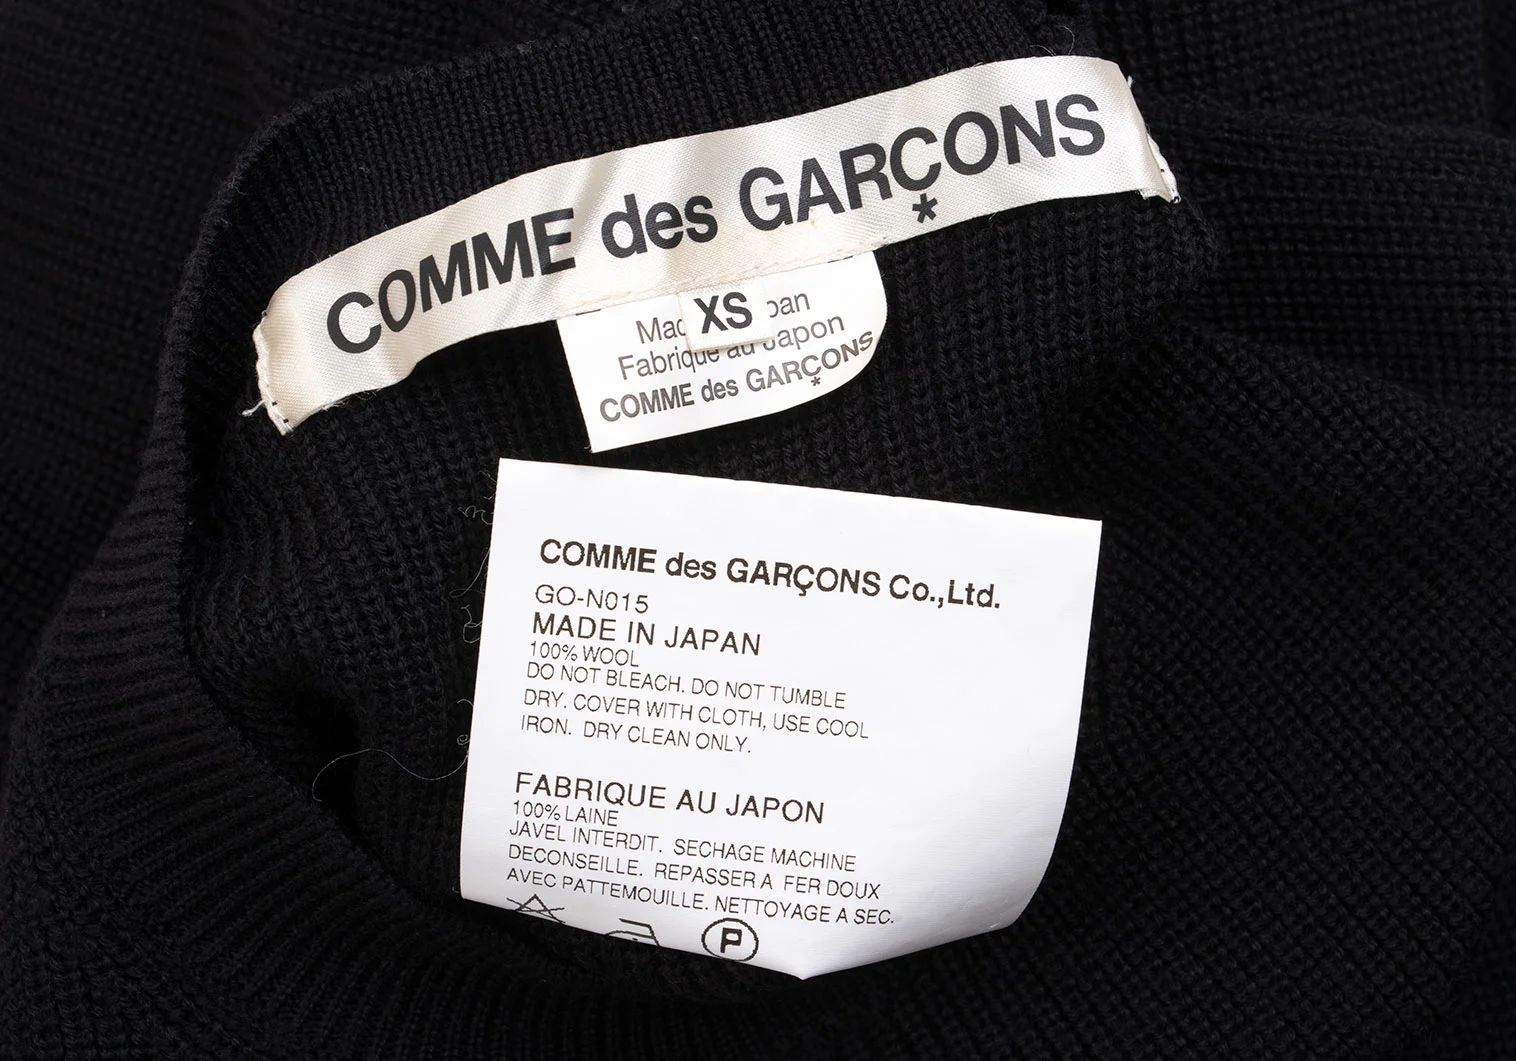 COMME des GARÇONS
*
XS
Fabrique au Japon
COMME des GARÇONS
*
COMME des GARÇONS Co.,Ltd.
GO-N015
MADE IN JAPAN
100% WOOL
DO NOT BLEACH. DO NOT TUMBLE
DRY. COVER WITH CLOTH, USE COOL
IRON. DRY CLEAN ONLY.
FABRIQUE AU JAPON
100% LAINE
JAVEL INTERDIT. SECHAGE MACHINE
DECONSEILLE. REPASSER A FER DOUX
AVEC PATTEMOUILLE. NETTOYAGE A SEC.
P